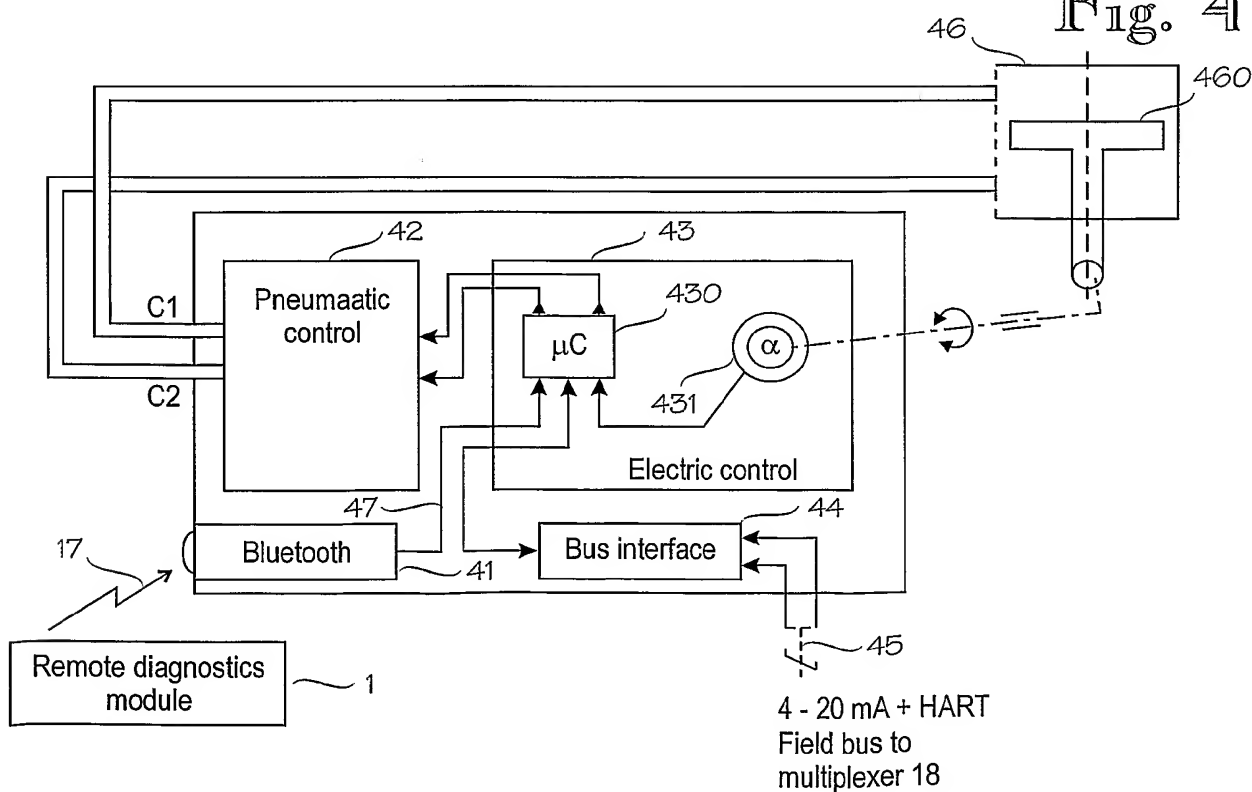 Fig. 4
46
460
42
43
C1
Pneumaatic
control
430
µC
α
C2
431
Electric control
47
44
17
Bluetooth
41
Bus interface
45
Remote diagnostics
module
1
4 - 20 mA + HART
Field bus to
multiplexer 18